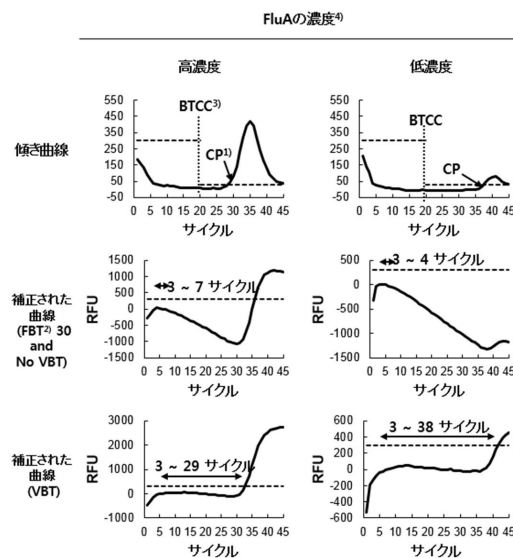 FluAの濃度4)
高濃度
低濃度
傾き曲線
550
450
350
250
150
50
50
BTCC3)
CP1)
0 5 10 15 20 25 30 35 40 45
サイクル
550
450
350
250
150
50
50
BTCC
CP
0 5 10 15 20 25 30 35 40 45
サイクル
補正された
曲線
(FBT2) 30
and
No VBT)
RFU
1500
1000
500
0
-500
-1000
-1500
3 ~ 7 サイクル
0 5 10 15 20 25 30 35 40 45
サイクル
RFU
500
0
-500
-1000
-1500
3 ~ 4 サイクル
0 5 10 15 20 25 30 35 40 45
サイクル
補正された
曲線
(VBT)
RFU
3000
2000
1000
0
-1000
3 ~ 29 サイクル
0 5 10 15 20 25 30 35 40 45
サイクル
RFU
600
400
200
0
-200
-400
-600
3 ~ 38 サイクル
0 5 10 15 20 25 30 35 40 45
サイクル